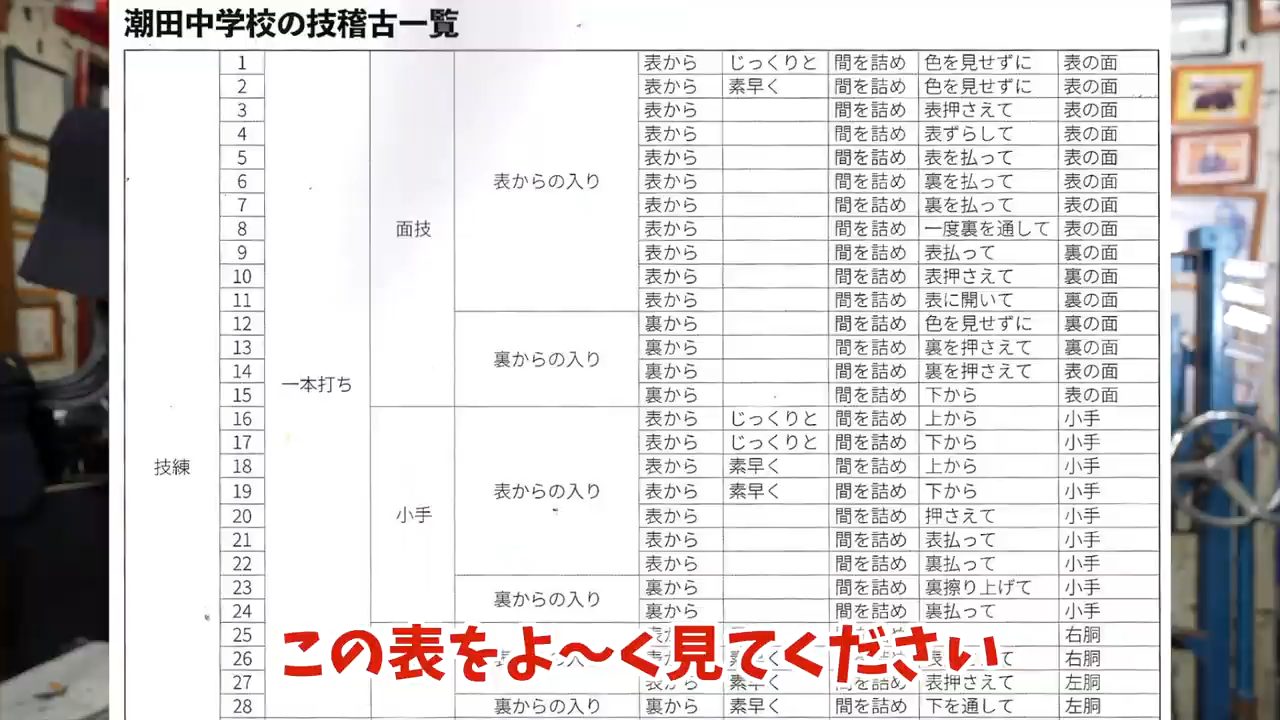 潮田中学校の技稽古一覧
技練
一本打ち
面技
表からの入り
1 表から じっくりと 間を詰め 色を見せずに 表の面
2 表から 素早く 間を詰め 色を見せずに 表の面
3 表から 間を詰め 表押さえて 表の面
4 表から 間を詰め 表ずらして 表の面
5 表から 間を詰め 表を払って 表の面
6 表から 間を詰め 裏を払って 表の面
7 表から 間を詰め 裏を払って 表の面
8 表から 間を詰め 一度裏を通して 表の面
9 表から 間を詰め 表払って 裏の面
10 表から 間を詰め 表押さえて 裏の面
11 表から 間を詰め 表に開いて 裏の面
裏からの入り
12 裏から 間を詰め 色を見せずに 裏の面
13 裏から 間を詰め 裏を押さえて 裏の面
14 裏から 間を詰め 裏を押さえて 表の面
15 裏から 間を詰め 下から 表の面
小手
表からの入り
16 表から じっくりと 間を詰め 上から 小手
17 表から じっくりと 間を詰め 下から 小手
18 表から 素早く 間を詰め 上から 小手
19 表から 素早く 間を詰め 下から 小手
20 表から 間を詰め 押さえて 小手
21 表から 間を詰め 表払って 小手
22 表から 間を詰め 裏払って 小手
裏からの入り
23 裏から 間を詰め 裏擦り上げて 小手
24 裏から 間を詰め 裏払って 小手
25 右胴
26 右胴
27 表から 素早く 間を詰め 表押さえて 左胴
裏からの入り
28 裏から 素早く 間を詰め 下を通して 左胴
この表をよ～く見てください